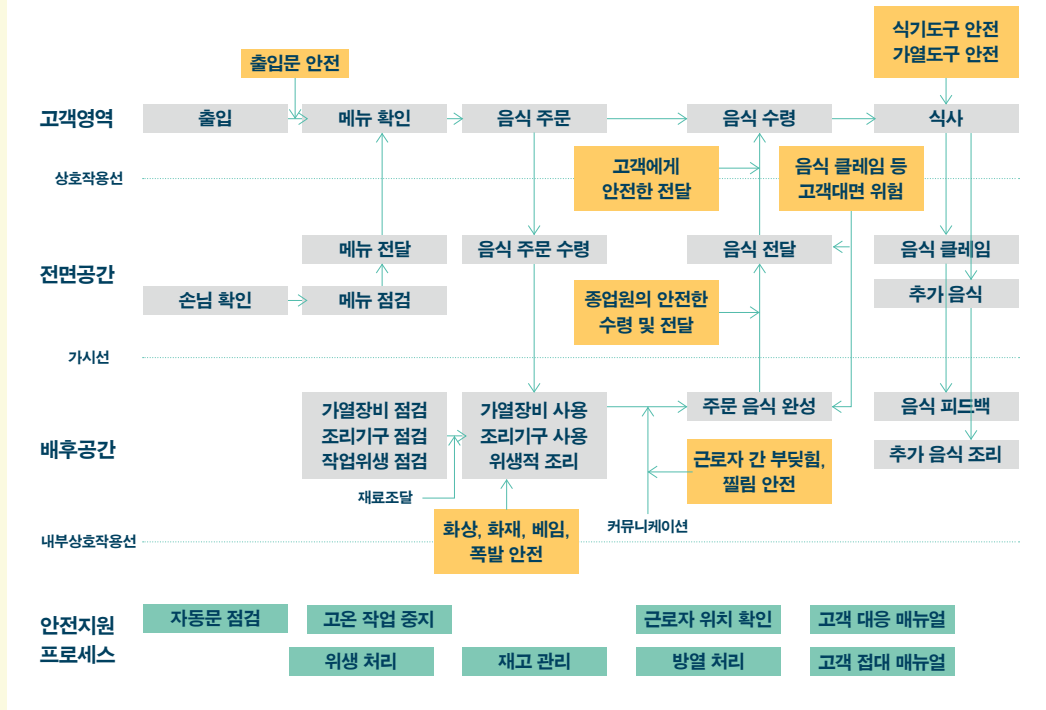 식기도구 안전
가열도구 안전
출입문 안전
고객영역
출입
메뉴 확인
음식 주문
음식 수령
식사
고객에게
안전한 전달
음식 클레임 등
고객대면 위험
상호작용선
전면공간
메뉴 전달
음식 주문 수령
음식 전달
음식 클레임
손님 확인
메뉴 점검
추가 음식
종업원의 안전한
수령 및 전달
가시선
배후공간
가열장비 점검
조리기구 점검
작업위생 점검
가열장비 사용
조리기구 사용
위생적 조리
주문 음식 완성
음식 피드백
추가 음식 조리
근로자 간 부딪힘,
찔림 안전
재료조달
커뮤니케이션
화상, 화재, 베임,
폭발 안전
내부상호작용선
안전지원
프로세스
자동문 점검
고온 작업 중지
근로자 위치 확인
고객 대응 매뉴얼
위생 처리
재고 관리
방열 처리
고객 접대 매뉴얼